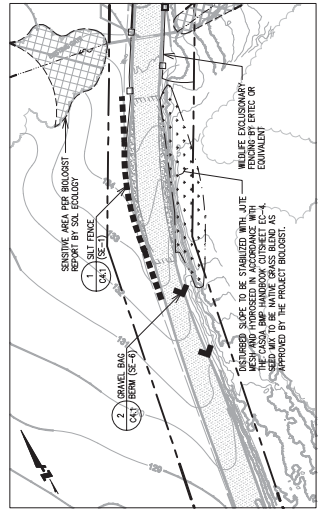 SENSITIVE AREA PER BIOLOGIST
REPORT BY SOL ECOLOGY
1
C4.1
SILT FENCE
(SE-1)
2
C4.1
GRAVEL BAG
BERM (SE-6)
WILDLIFE EXCLUSIONARY
FENCING BY ERTEC OR
EQUIVALENT
DISTURBED SLOPE TO BE STABILIZED WITH JUTE
MESH AND HYDROSEED IN ACCORDANCE WITH
THE CASQA BMP HANDBOOK CUTSHEET EC-4.
SEED MIX TO BE NATIVE GRASS BLEND AS
APPROVED BY THE PROJECT BIOLOGIST.
129